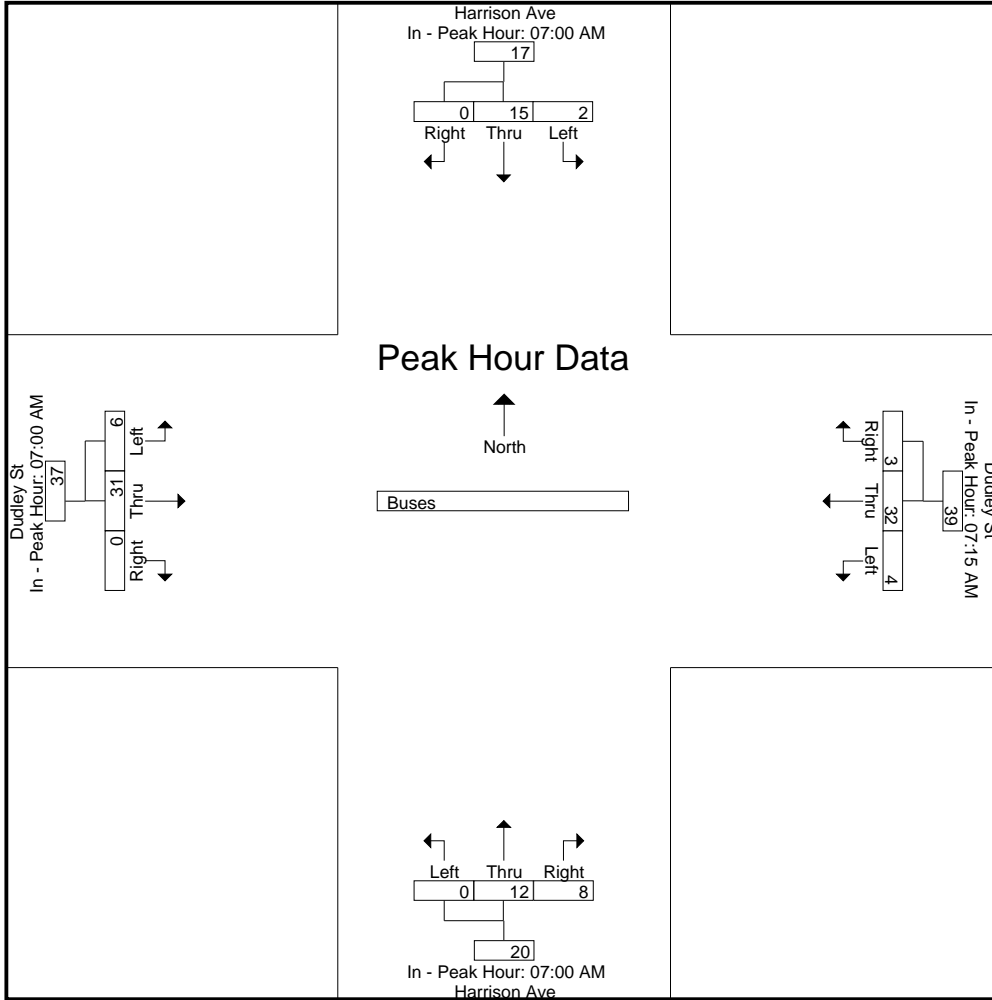 Harrison Ave
In - Peak Hour: 07:00 AM
17
0 15 2
Right Thru Left
Peak Hour Data
North
Buses
Dudley St
In - Peak Hour: 07:00 AM
37
6 31 0
Left Thru Right
Dudley St
In - Peak Hour: 07:15 AM
39
3 32 4
Right Thru Left
Left Thru Right
0 12 8
20
In - Peak Hour: 07:00 AM
Harrison Ave